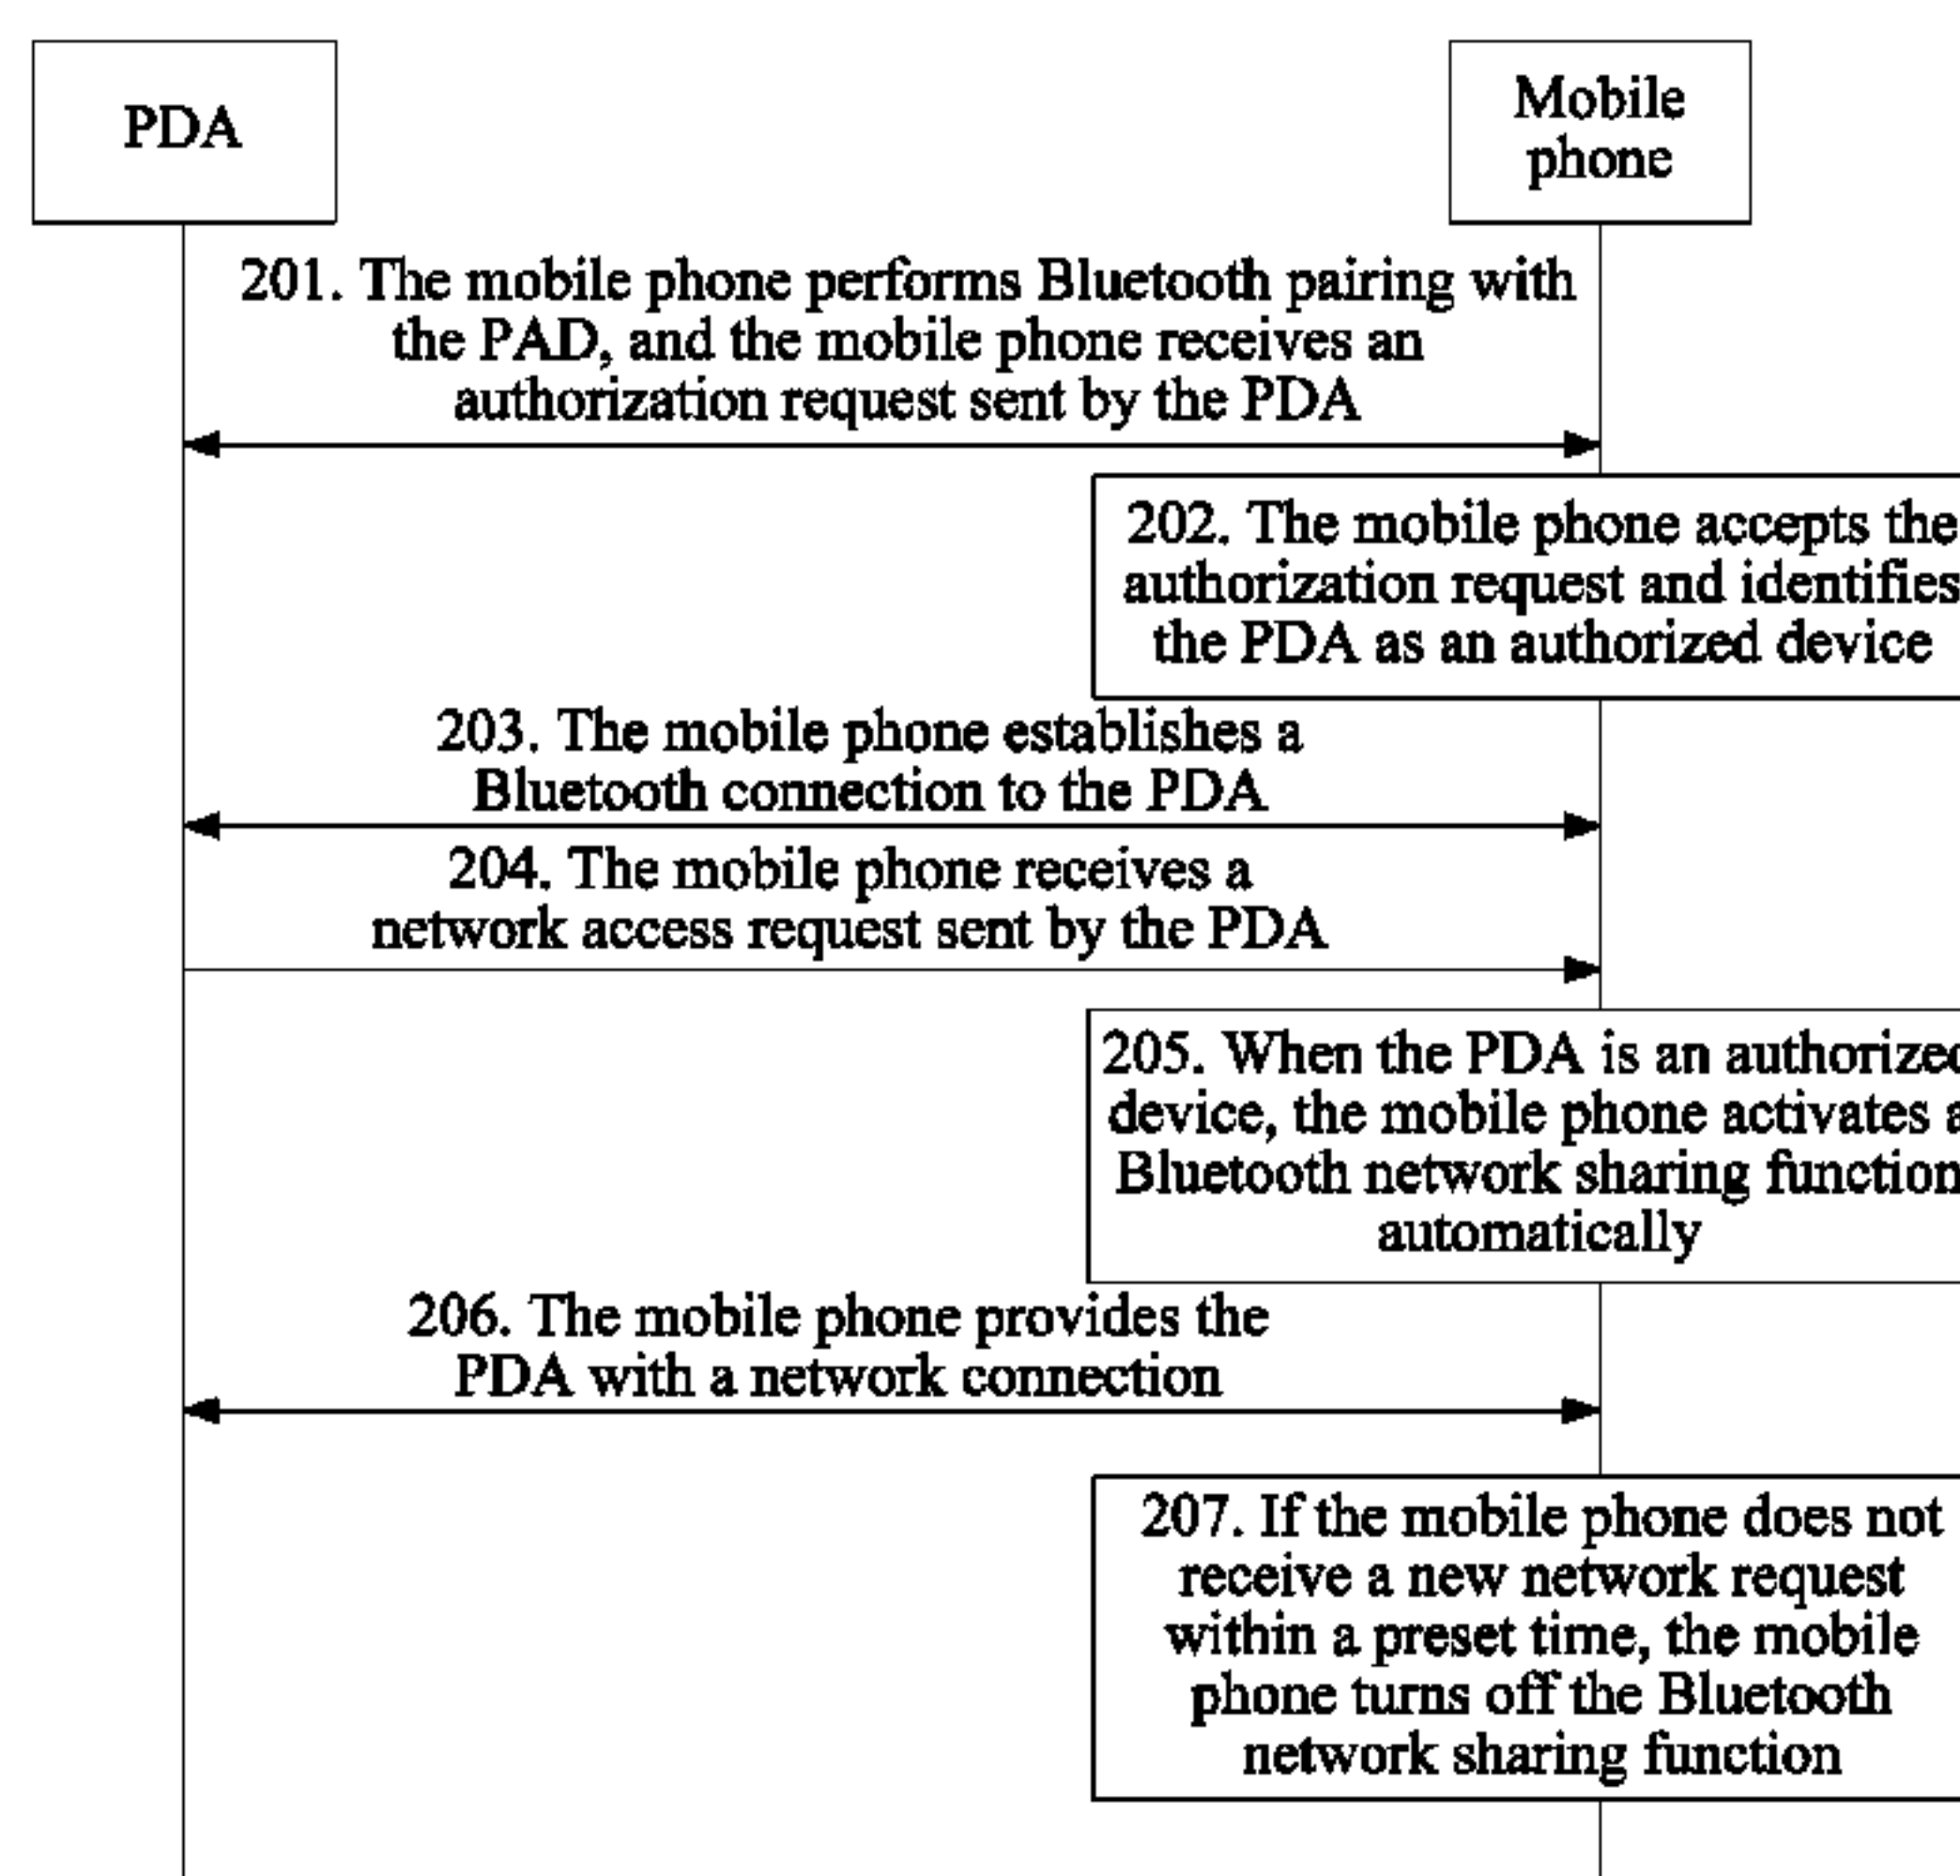 PDA
Mobile
phone
201. The mobile phone performs Bluetooth pairing with
the PAD, and the mobile phone receives an
authorization request sent by the PDA
202. The mobile phone accepts the
authorization request and identifies
the PDA as an authorized device
203. The mobile phone establishes a
Bluetooth connection to the PDA
204. The mobile phone receives a
network access request sent by the PDA
205. When the PDA is an authorized
device, the mobile phone activates a
Bluetooth network sharing function
automatically
206. The mobile phone provides the
PDA with a network connection
207. If the mobile phone does not
receive a new network request
within a preset time, the mobile
phone turns off the Bluetooth
network sharing function